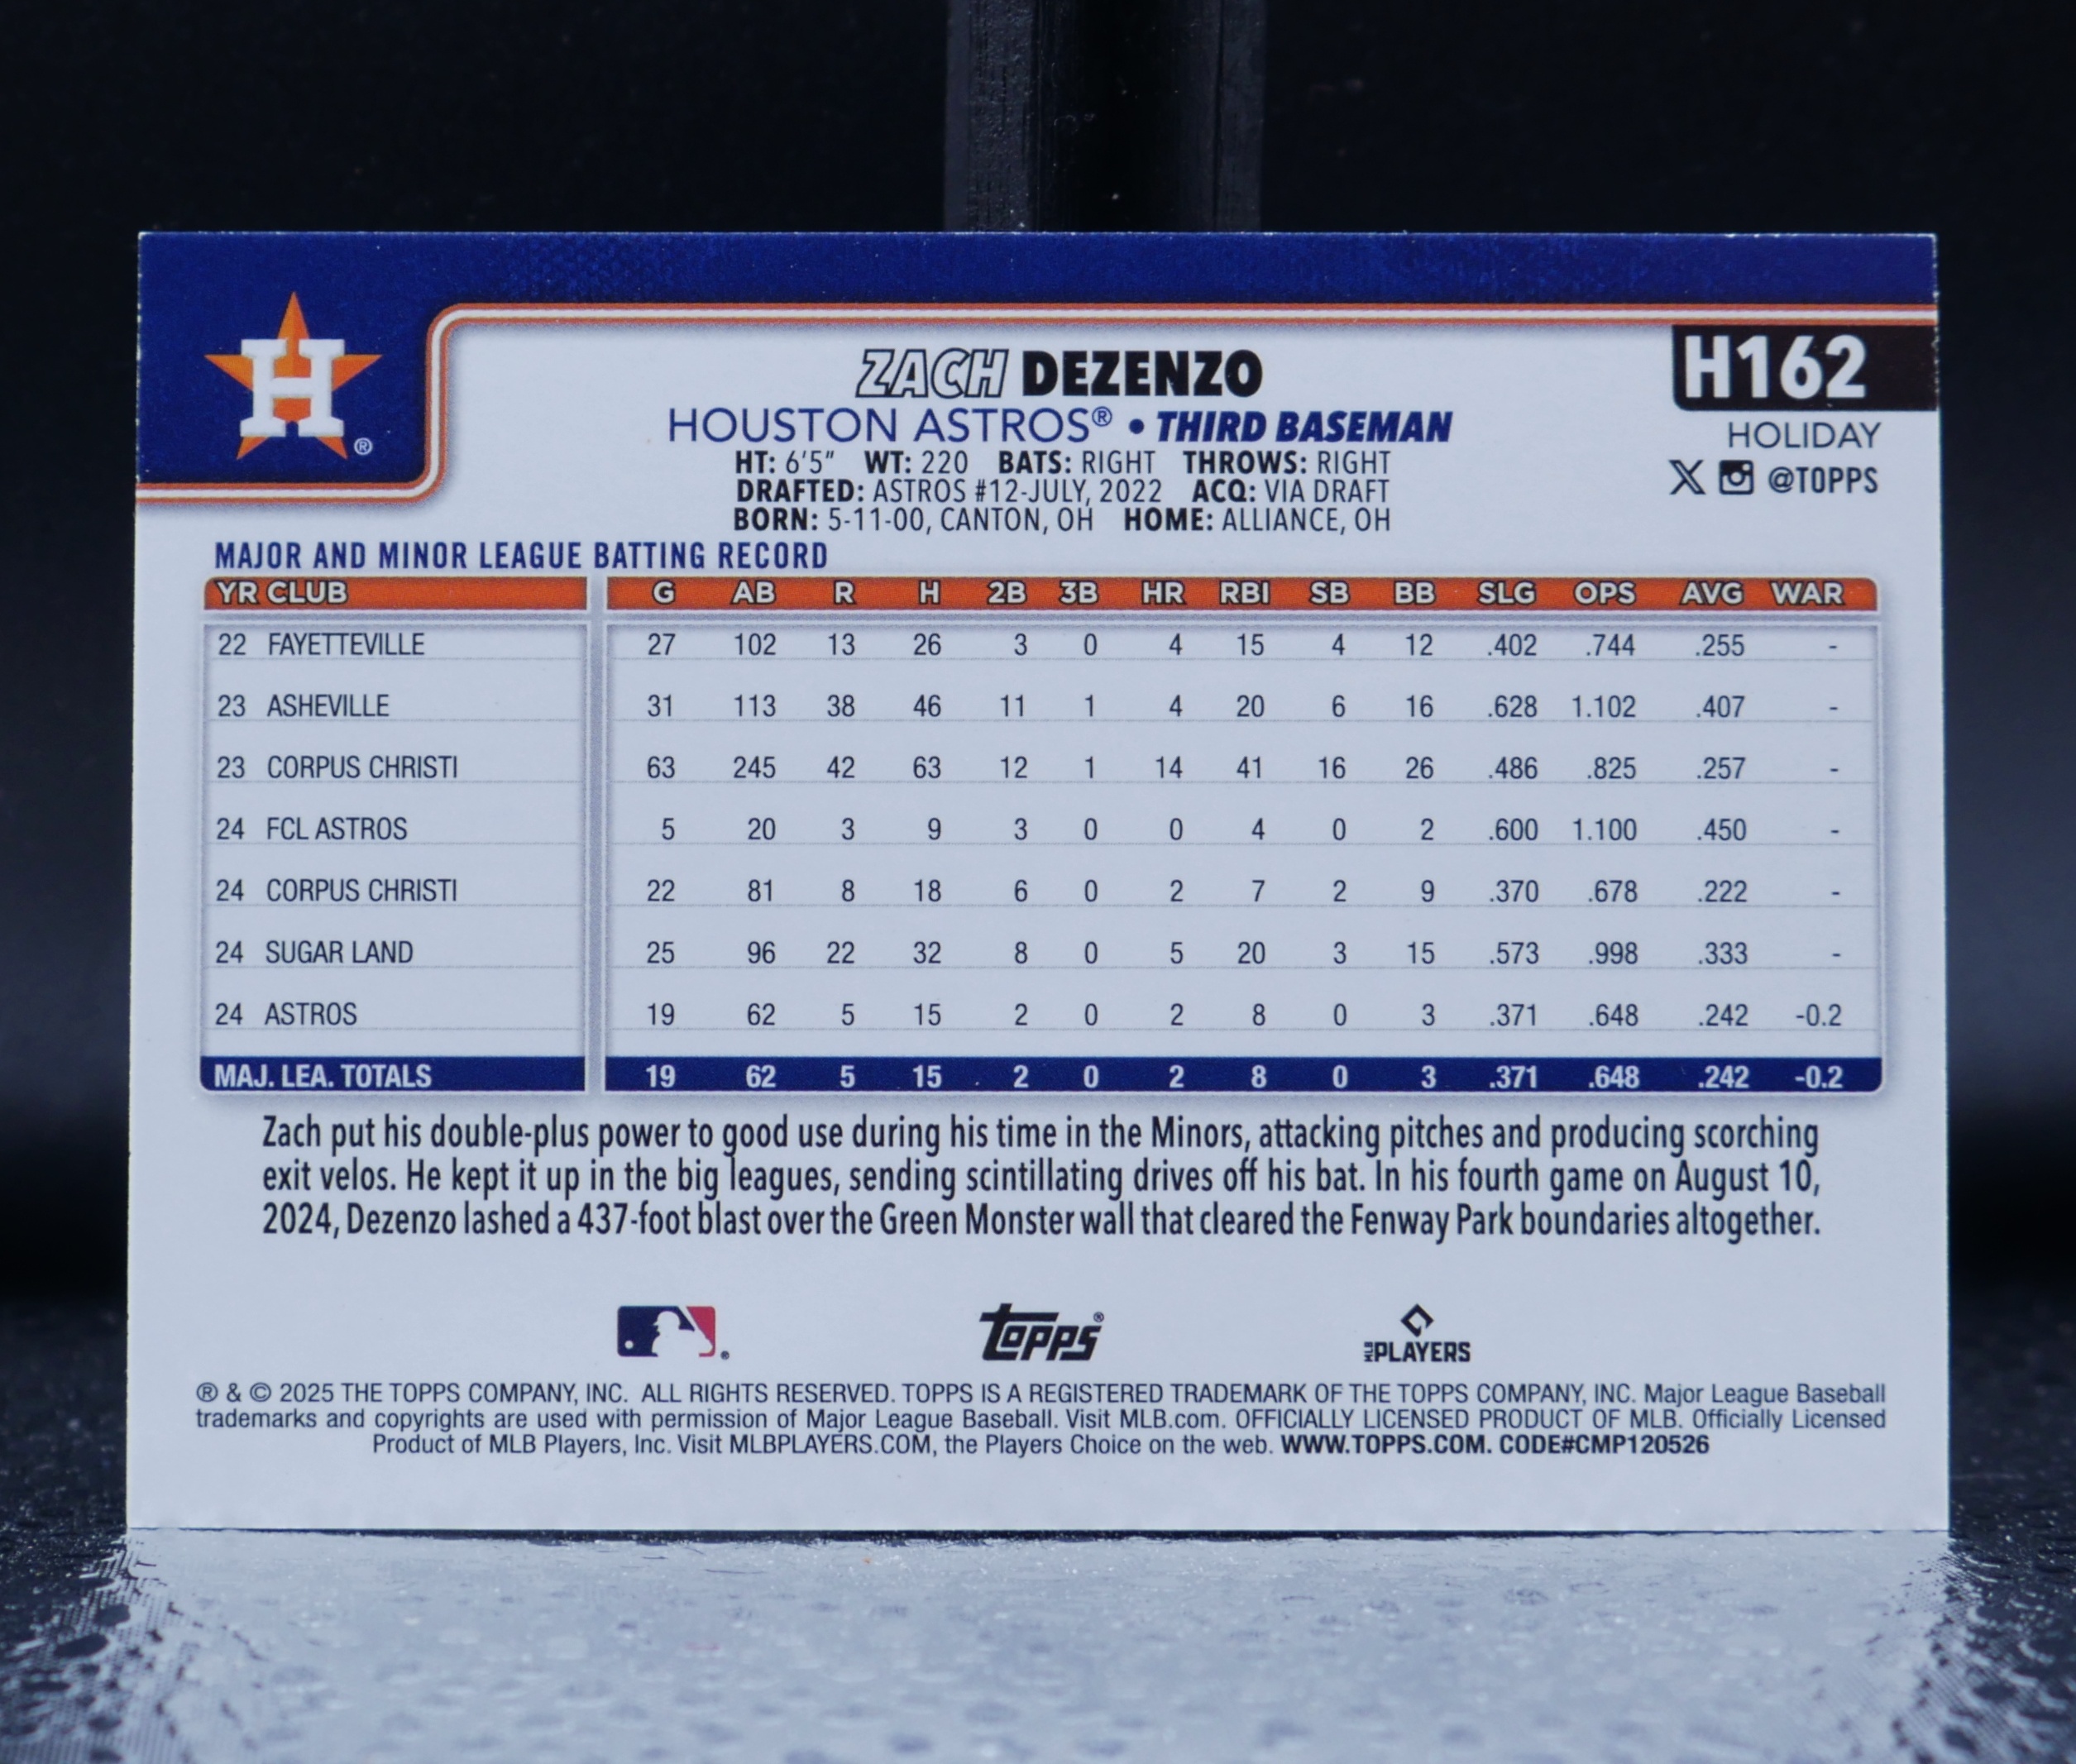 H ®
ZACH DEZENZO
HOUSTON ASTROS® • THIRD BASEMAN
HT: 6'5" WT: 220 BATS: RIGHT THROWS: RIGHT
DRAFTED: ASTROS #12-JULY, 2022 ACQ: VIA DRAFT
BORN: 5-11-00, CANTON, OH HOME: ALLIANCE, OH
H162
HOLIDAY
X @TOPPS
MAJOR AND MINOR LEAGUE BATTING RECORD
YR CLUB G AB R H 2B 3B HR RBI SB BB SLG OPS AVG WAR
22 FAYETTEVILLE 27 102 13 26 3 0 4 15 4 12 .402 .744 .255 -
23 ASHEVILLE 31 113 38 46 11 1 4 20 6 16 .628 1.102 .407 -
23 CORPUS CHRISTI 63 245 42 63 12 1 14 41 16 26 .486 .825 .257 -
24 FCL ASTROS 5 20 3 9 3 0 0 4 0 2 .600 1.100 .450 -
24 CORPUS CHRISTI 22 81 8 18 6 0 2 7 2 9 .370 .678 .222 -
24 SUGAR LAND 25 96 22 32 8 0 5 20 3 15 .573 .998 .333 -
24 ASTROS 19 62 5 15 2 0 2 8 0 3 .371 .648 .242 -0.2
MAJ. LEA. TOTALS 19 62 5 15 2 0 2 8 0 3 .371 .648 .242 -0.2
Zach put his double-plus power to good use during his time in the Minors, attacking pitches and producing scorching
exit velos. He kept it up in the big leagues, sending scintillating drives off his bat. In his fourth game on August 10,
2024, Dezenzo lashed a 437-foot blast over the Green Monster wall that cleared the Fenway Park boundaries altogether.
® Topps® MLB PLAYERS
® & © 2025 THE TOPPS COMPANY, INC. ALL RIGHTS RESERVED. TOPPS IS A REGISTERED TRADEMARK OF THE TOPPS COMPANY, INC. Major League Baseball
trademarks and copyrights are used with permission of Major League Baseball. Visit MLB.com. OFFICIALLY LICENSED PRODUCT OF MLB. Officially Licensed
Product of MLB Players, Inc. Visit MLBPLAYERS.COM, the Players Choice on the web. WWW.TOPPS.COM. CODE#CMP120526